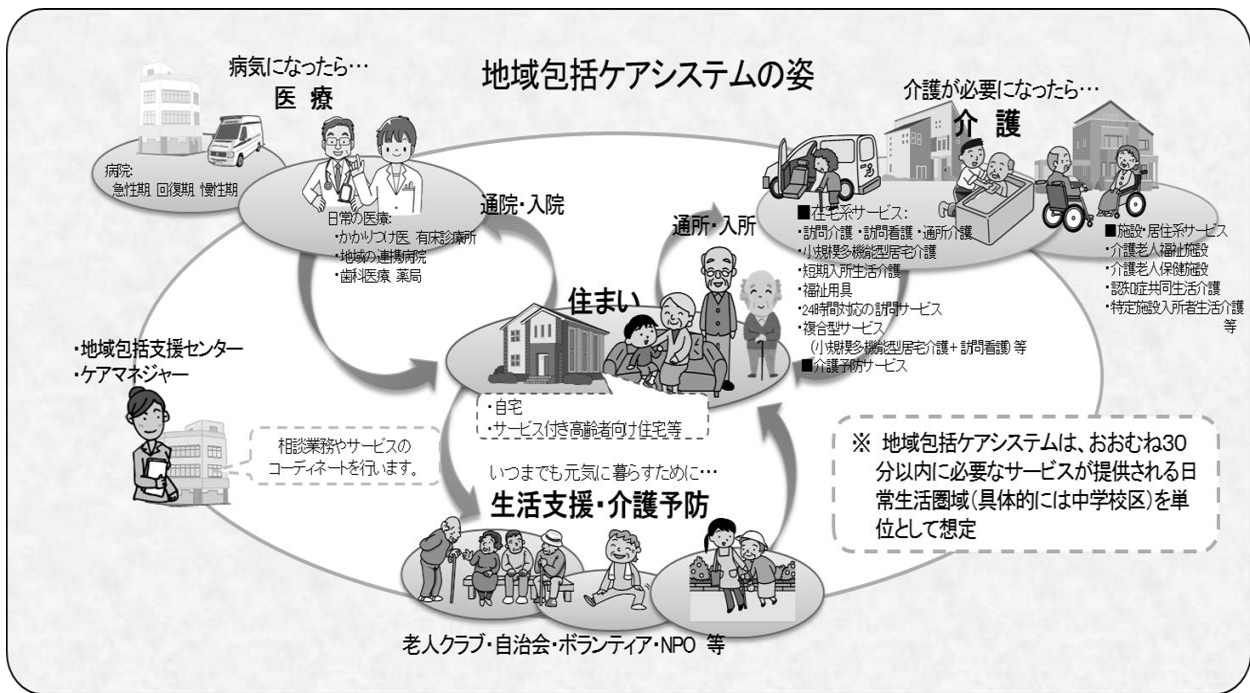 地域包括ケアシステムの姿
病気になったら…
医 療
病院:
急性期 回復期 慢性期
日常の医療:
・かかりつけ医 有床診療所
・地域の連携病院
・歯科医療 薬局
通院・入院
通所・入所
介護が必要になったら…
介 護
■在宅系サービス:
・訪問介護 ・訪問看護 ・通所介護
・小規模多機能型居宅介護
・短期入所生活介護
・福祉用具
・24時間対応の訪問サービス
・複合型サービス
(小規模多機能型居宅介護+訪問看護)等
■介護予防サービス
■施設・居住系サービス
・介護老人福祉施設
・介護老人保健施設
・認知症共同生活介護
・特定施設入所者生活介護
等
住まい
・自宅
・サービス付き高齢者向け住宅等
・地域包括支援センター
・ケアマネジャー
相談業務やサービスの
コーディネートを行います。
いつまでも元気に暮らすために…
生活支援・介護予防
老人クラブ・自治会・ボランティア・NPO 等
※ 地域包括ケアシステムは、おおむね30
分以内に必要なサービスが提供される日
常生活圏域(具体的には中学校区)を単
位として想定